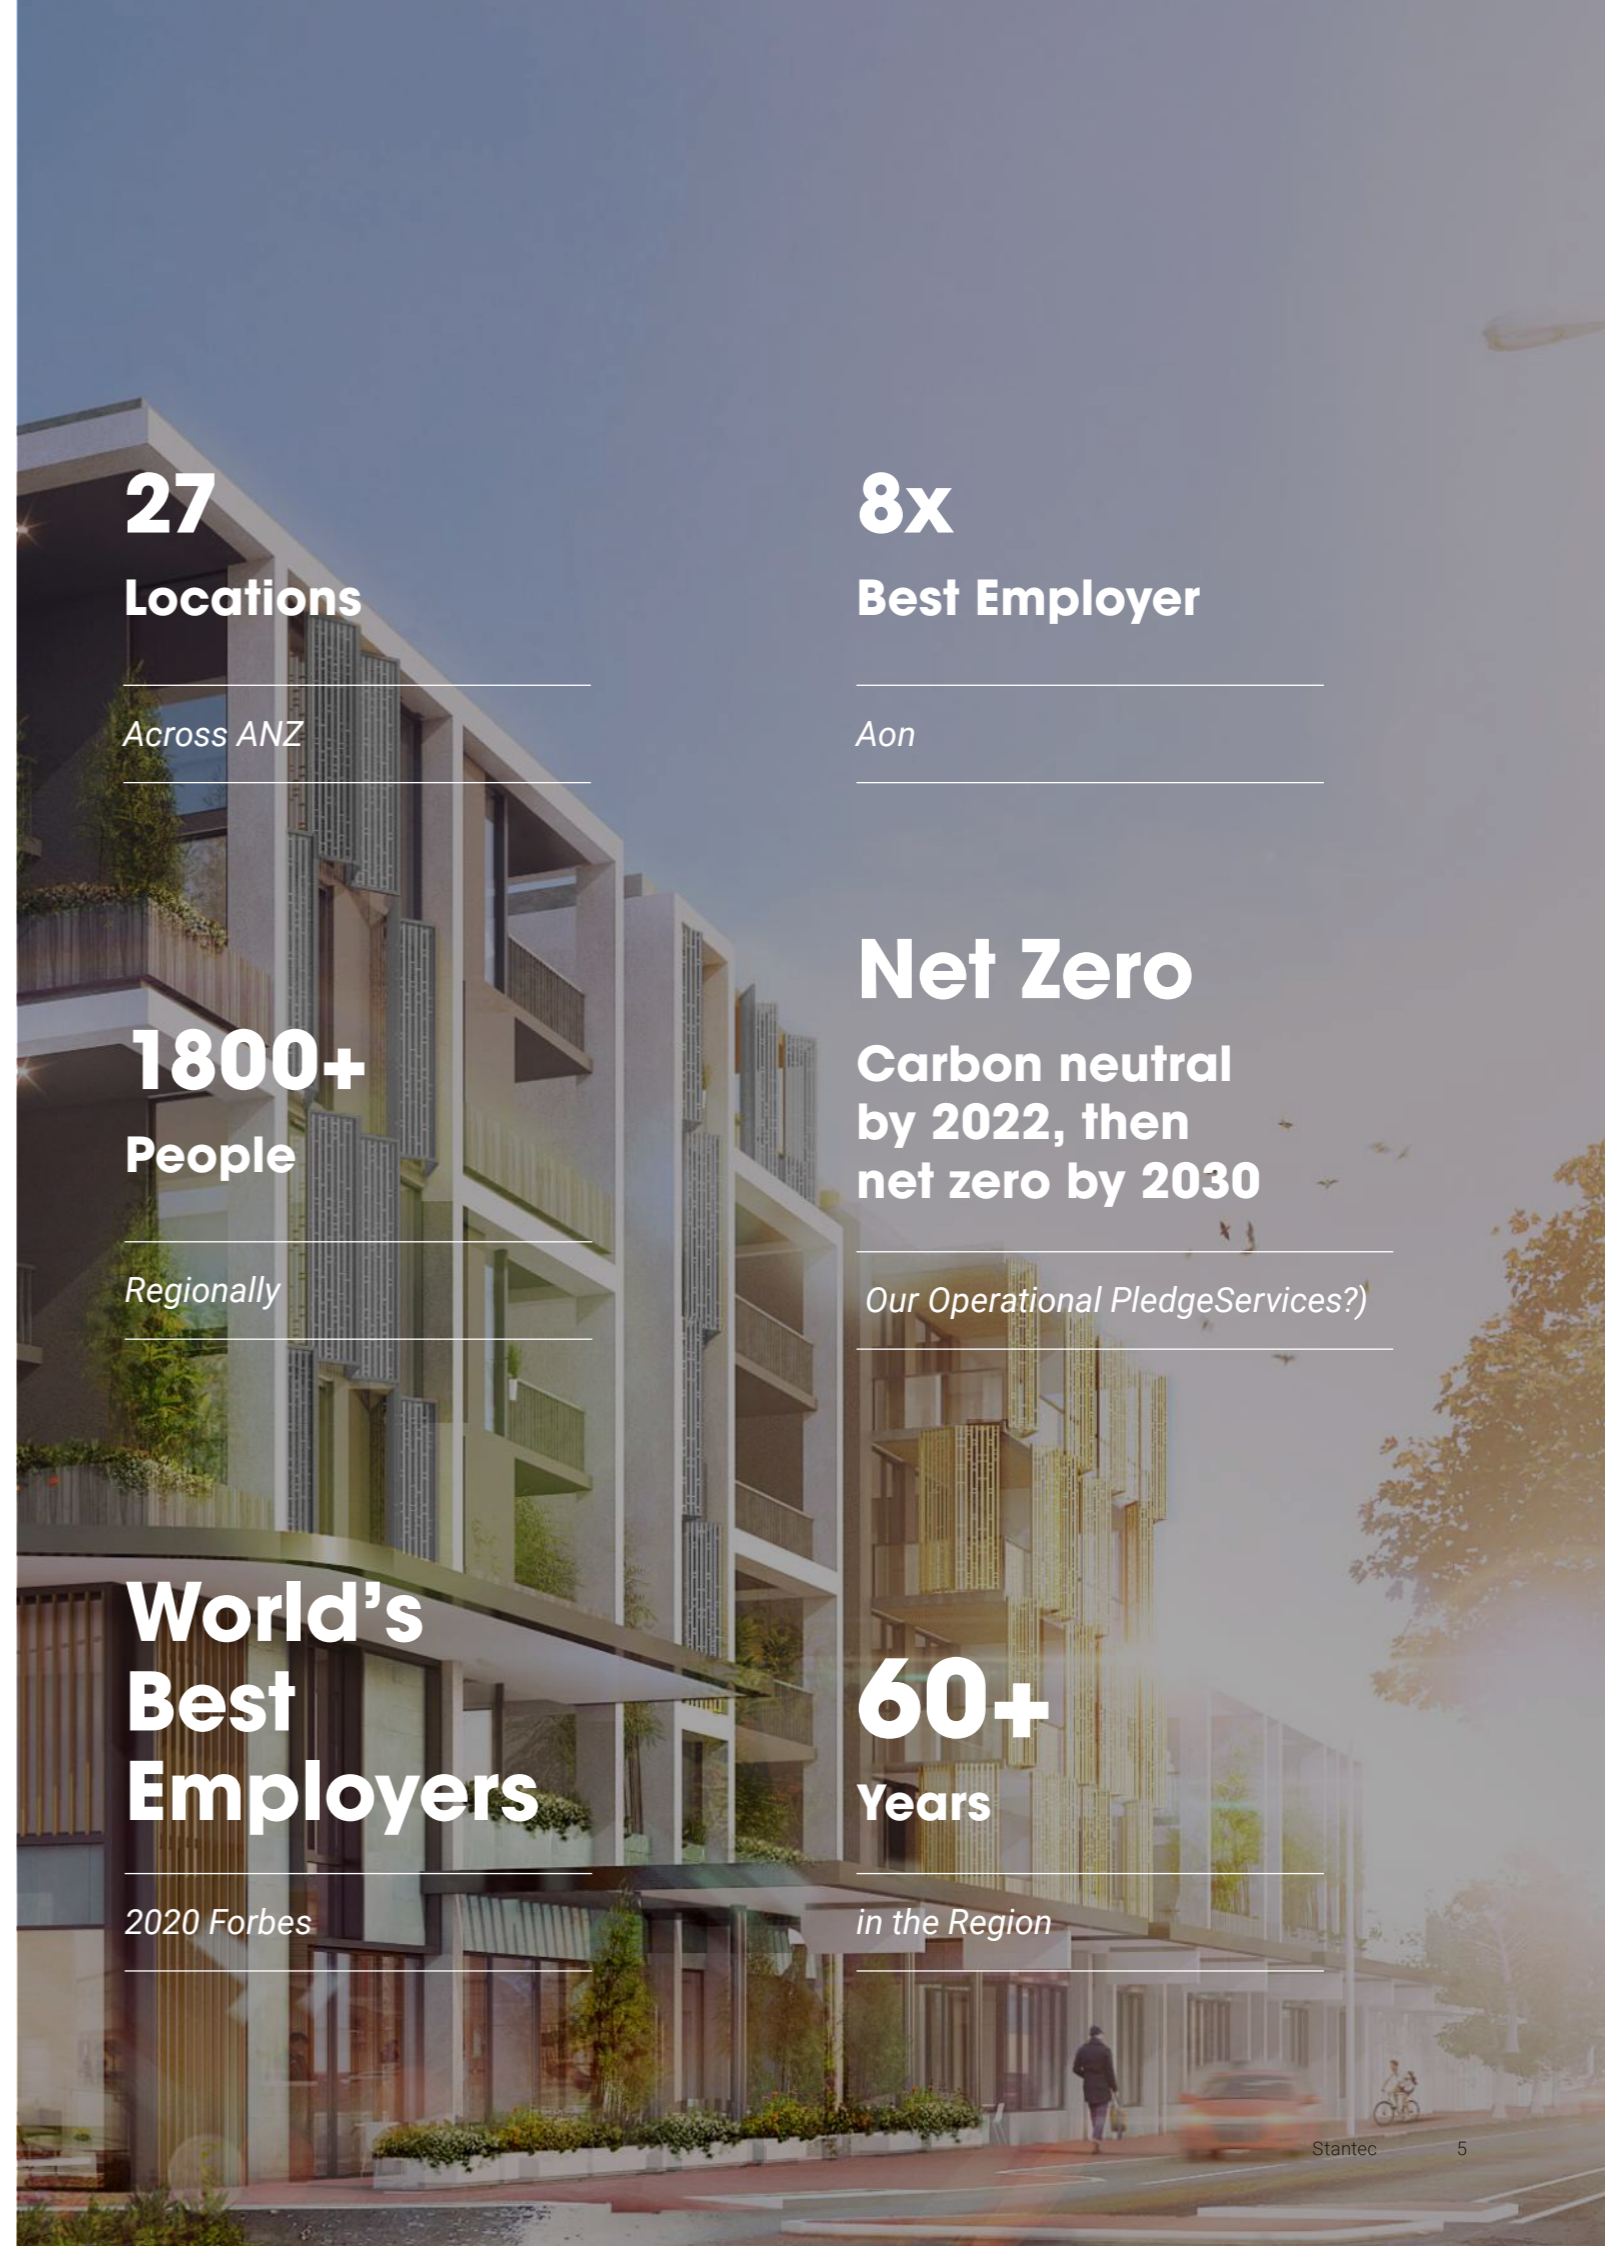 27
Locations
Across ANZ
1800+
People
Regionally
World’s
Best
Employers
2020 Forbes
8x
Best Employer
Aon
Net Zero
Carbon neutral
by 2022, then
net zero by 2030
Our Operational PledgeServices?)
60+
Years
in the Region
Stantec 5